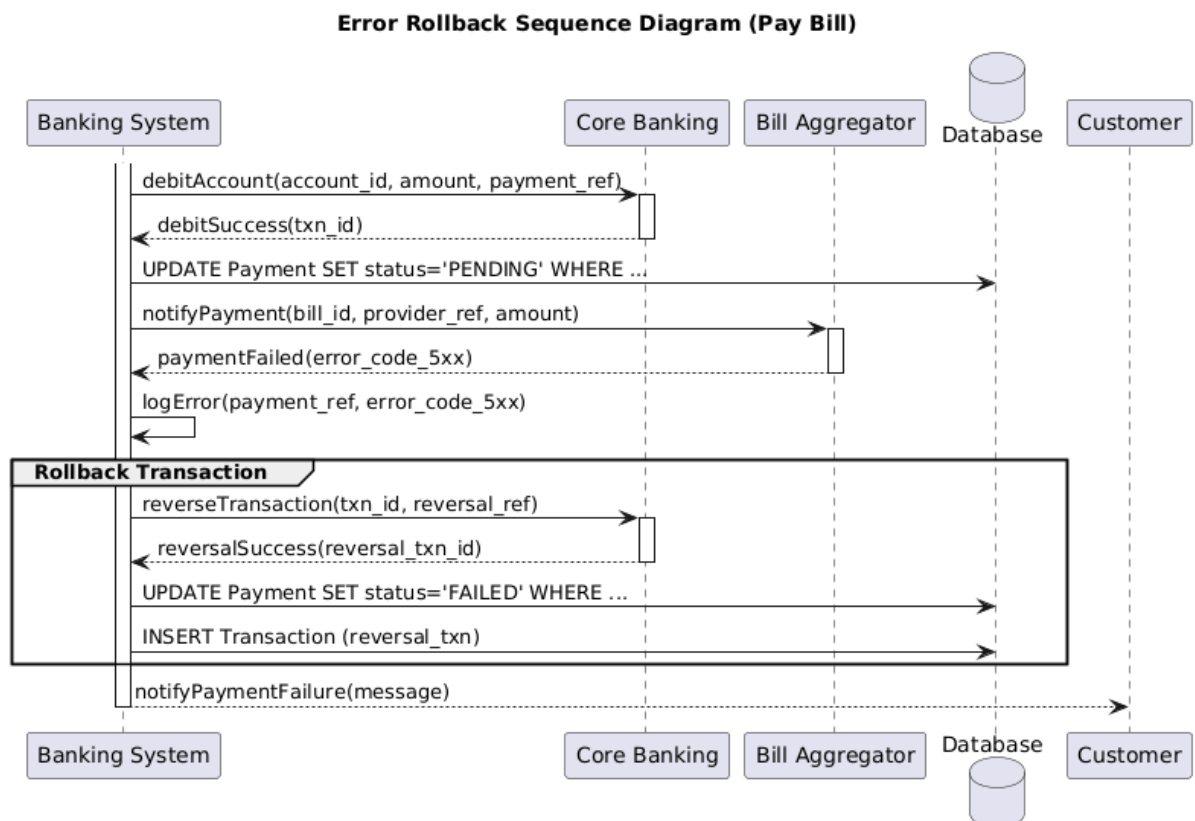 Error Rollback Sequence Diagram (Pay Bill)
Banking System
Core Banking
Bill Aggregator
Database
Customer
debitAccount(account_id, amount, payment_ref)
debitSuccess(txn_id)
UPDATE Payment SET status='PENDING' WHERE ...
notifyPayment(bill_id, provider_ref, amount)
paymentFailed(error_code_5xx)
logError(payment_ref, error_code_5xx)
Rollback Transaction
reverseTransaction(txn_id, reversal_ref)
reversalSuccess(reversal_txn_id)
UPDATE Payment SET status='FAILED' WHERE ...
INSERT Transaction (reversal_txn)
notifyPaymentFailure(message)
Banking System
Core Banking
Bill Aggregator
Database
Customer